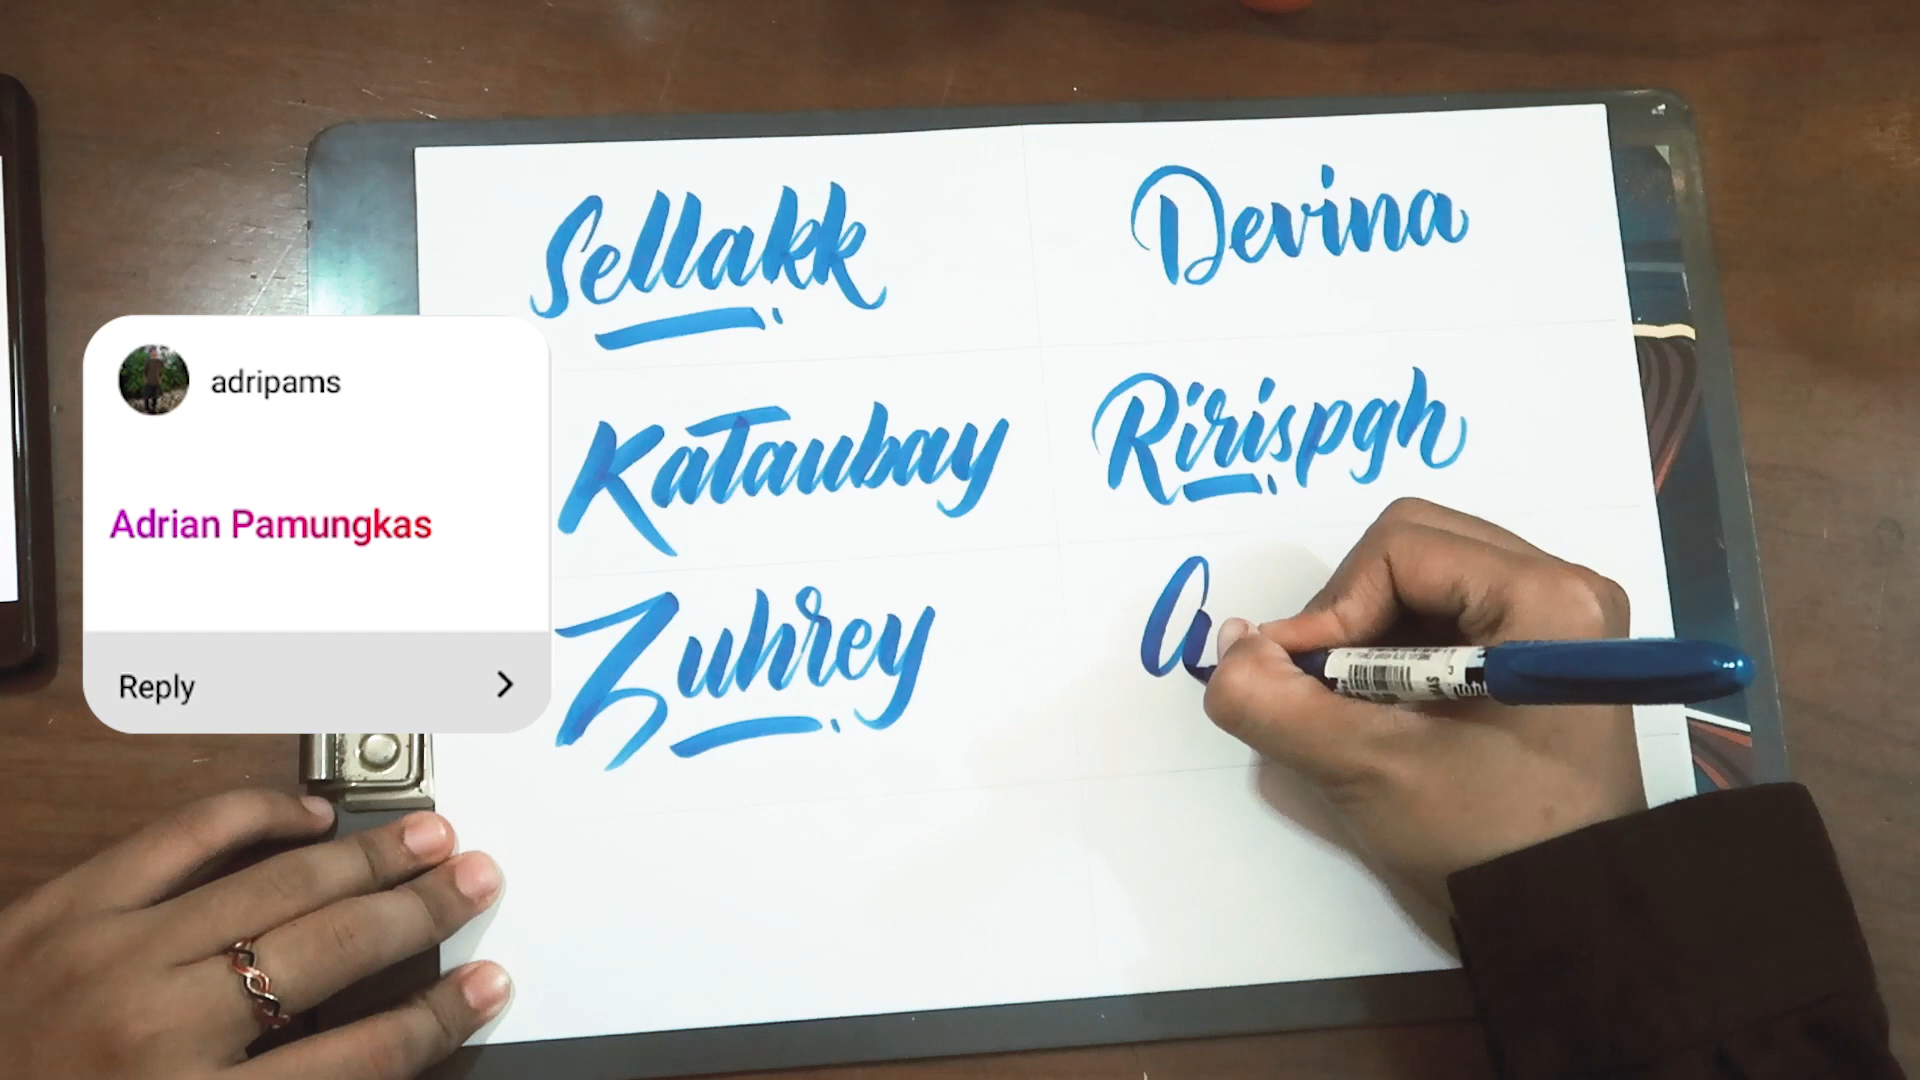 Sellakk
Devina
adripams
Kataubay
Ririspgh
Adrian Pamungkas
Zuhrey
A
Reply